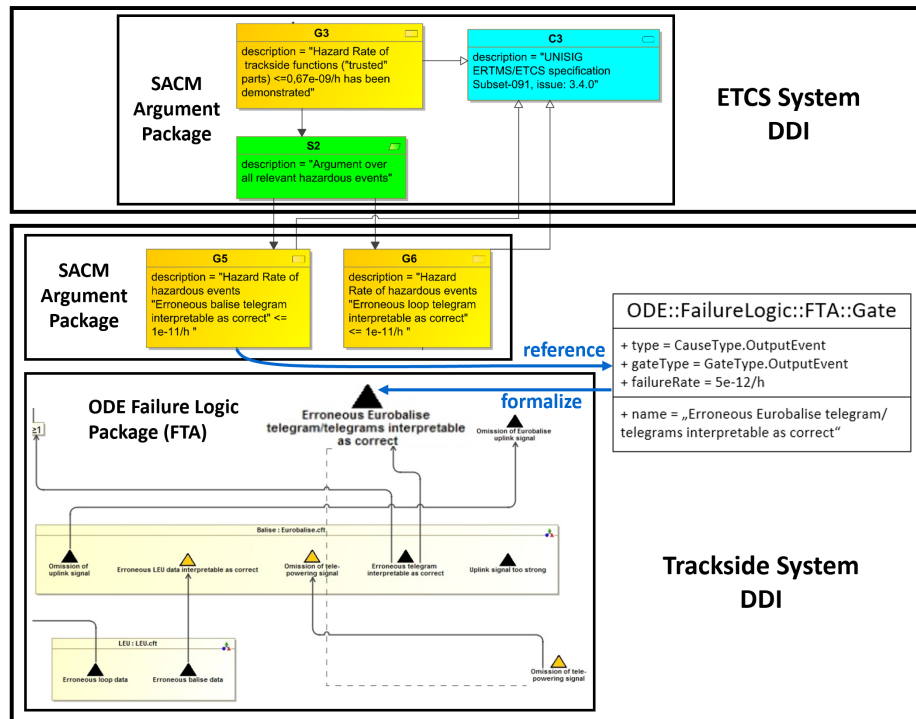 G3
description = "Hazard Rate of
trackside functions ("trusted"
parts) <=0,67e-09/h has been
demonstrated"
C3
description = "UNISIG
ERTMS/ETCS specification
Subset-091, issue: 3.4.0"
SACM
Argument
Package
ETCS System
DDI
S2
description = "Argument over
all relevant hazardous events"
SACM
Argument
Package
G5
description = "Hazard Rate of
hazardous events
"Erroneous balise telegram
interpretable as correct" <=
1e-11/h "
G6
description = "Hazard
Rate of hazardous events
"Erroneous loop telegram
interpretable as correct"
<= 1e-11/h "
reference
formalize
ODE::FailureLogic::FTA::Gate
+ type = CauseType.OutputEvent
+ gateType = GateType.OutputEvent
+ failureRate = 5e-12/h
+ name = „Erroneous Eurobalise telegram/
telegrams interpretable as correct“
ODE Failure Logic
Package (FTA)
Erroneous Eurobalise
telegram/telegrams interpretable
as correct
Omission of Eurobalise
uplink signal
≥1
Balise : Eurobalise.cft
Omission of
uplink signal
Erroneous LEU data interpretable as correct
Omission of tele-
powering signal
Erroneous telegram
interpretable as correct
Uplink signal too strong
Trackside System
DDI
LEU : LEU.cft
Erroneous loop data
Erroneous balise data
Omission of tele-
powering signal